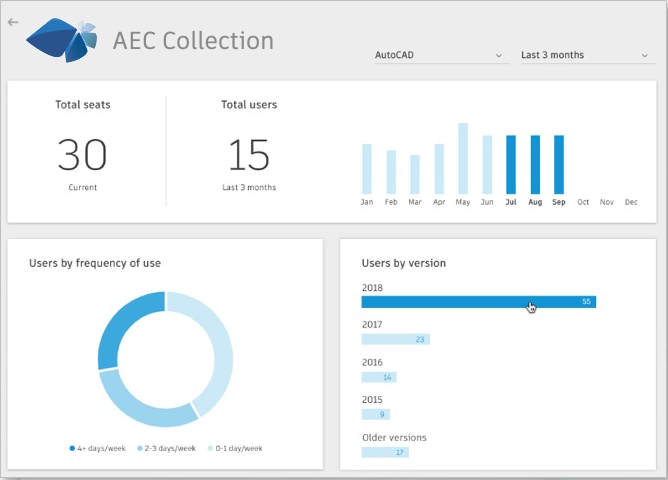 AEC Collection
AutoCAD
Last 3 months
Total seats
30
Current
Total users
15
Last 3 months
Jan Feb Mar Apr May Jun Jul Aug Sep Oct Nov Dec
Users by frequency of use
4+ days/week 2-3 days/week 0-1 day/week
Users by version
2018
55
2017
23
2016
14
2015
9
Older versions
17